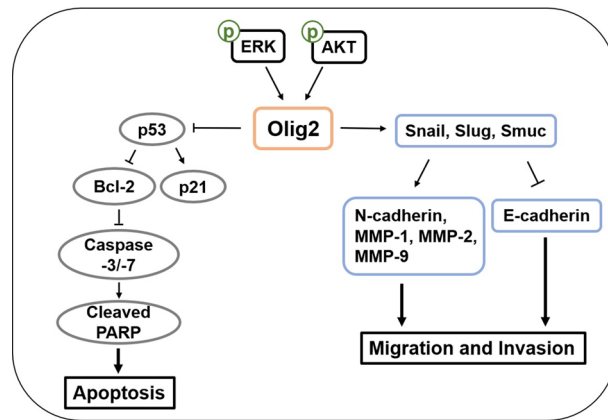 p
ERK
p
AKT
p53
Olig2
Snail, Slug, Smuc
Bcl-2
p21
N-cadherin,
MMP-1, MMP-2,
MMP-9
E-cadherin
Caspase
-3/-7
Cleaved
PARP
Migration and Invasion
Apoptosis